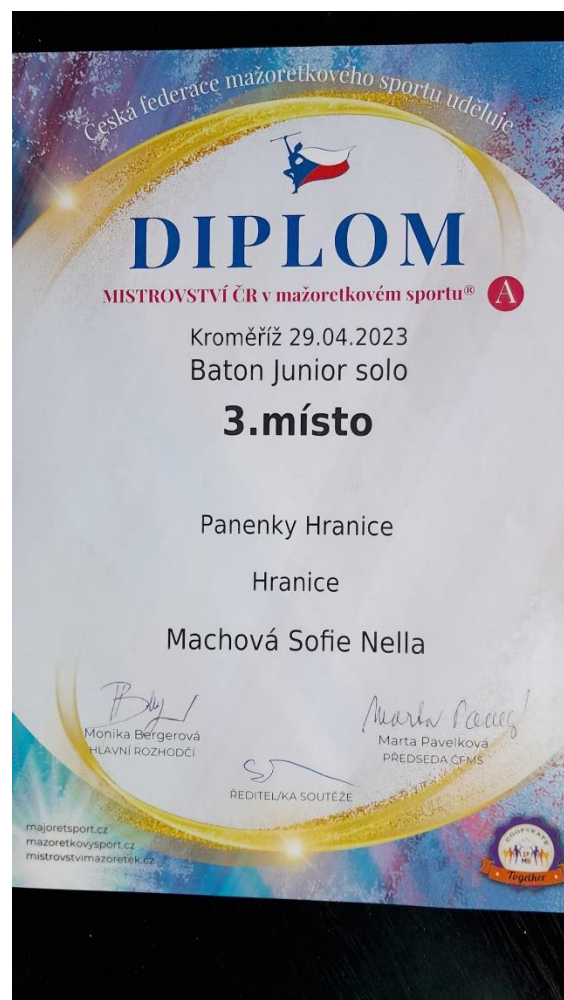 Česká federace mažoretkového sportu uděluje
DIPLOM
MISTROVSTVÍ ČR v mažoretkovém sportu® A
Kroměříž 29.04.2023
Baton Junior solo
3.místo
Panenky Hranice
Hranice
Machová Sofie Nella
Monika Bergerová
HLAVNÍ ROZHODČÍ
Marta Pavelková
PŘEDSEDA ČFMS
ŘEDITEL/KA SOUTĚŽE
majoretsport.cz
mazoretkovysport.cz
mistrovstvimazoretek.cz
COOPERATE
Together